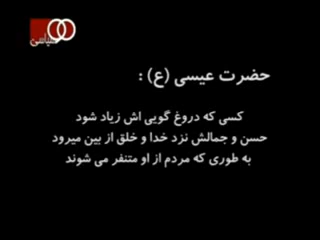 حضرت عیسی (ع) :
کسی که دروغ گویی اش زیاد شود
حسن و جمالش نزد خدا و خلق از بین میرود
به طوری که مردم از او متنفر می شوند